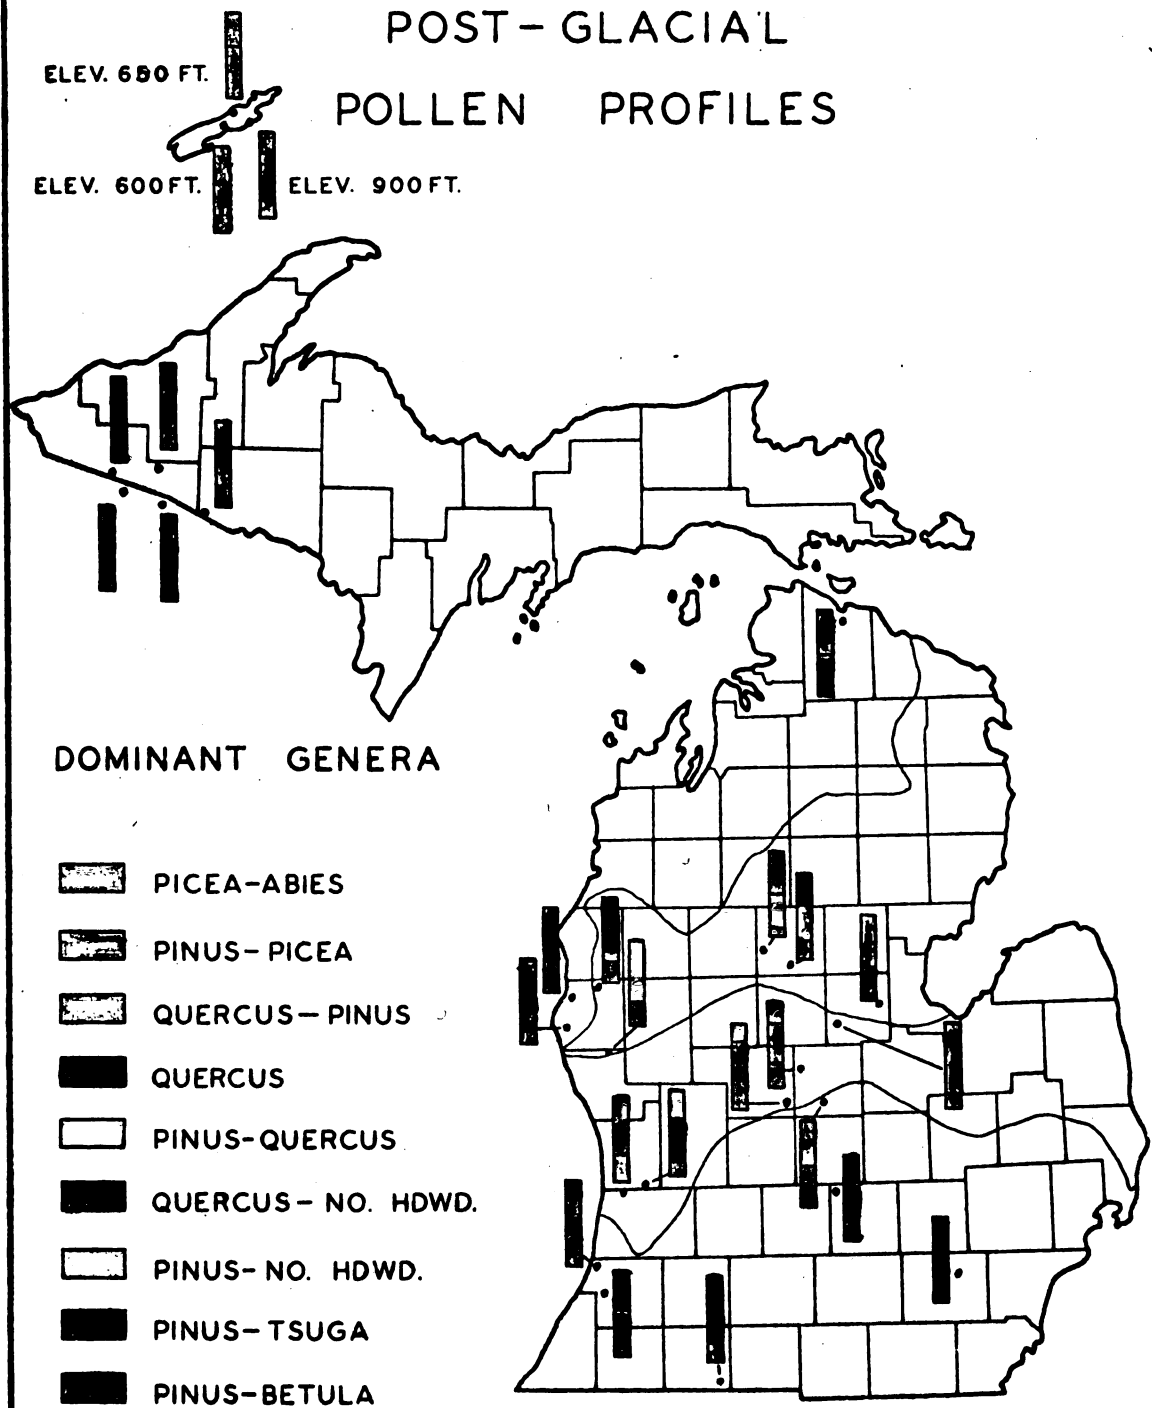 POST-GLACIAL
ELEV. 650 FT.
POLLEN PROFILES
ELEV. 600 FT.
ELEV. 900 FT.
DOMINANT GENERA
PICEA-ABIES
PINUS-PICEA
QUERCUS-PINUS
QUERCUS
PINUS-QUERCUS
QUERCUS-NO. HDWD.
PINUS-NO. HDWD.
PINUS-TSUGA
PINUS-BETULA